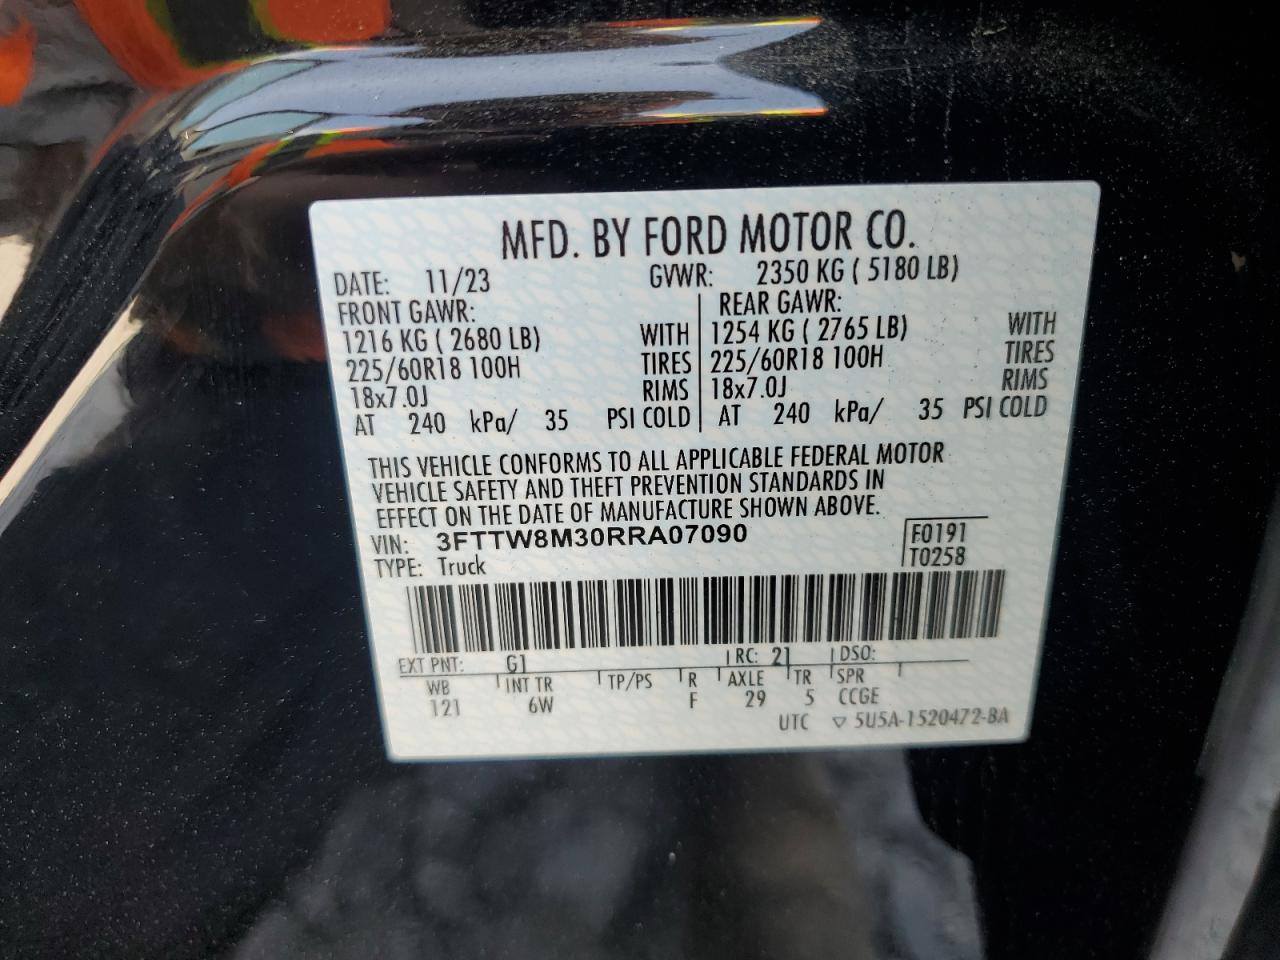 MFD. BY FORD MOTOR CO.
DATE: 11/23 GVWR: 2350 KG ( 5180 LB)
FRONT GAWR: REAR GAWR:
1216 KG ( 2680 LB) WITH 1254 KG ( 2765 LB) WITH
225/60R18 100H TIRES 225/60R18 100H TIRES
18x7.0J RIMS 18x7.0J RIMS
AT 240 kPa/ 35 PSI COLD AT 240 kPa/ 35 PSI COLD
THIS VEHICLE CONFORMS TO ALL APPLICABLE FEDERAL MOTOR
VEHICLE SAFETY AND THEFT PREVENTION STANDARDS IN
EFFECT ON THE DATE OF MANUFACTURE SHOWN ABOVE.
VIN: 3FTTW8M30RRA07090 F0191
TYPE: Truck T0258
EXT PNT: G1 RC: 21 DSO:
WB INT TR TP/PS R AXLE TR SPR
121 6W F 29 5 CCGE
UTC ▽ 5U5A-1520472-BA